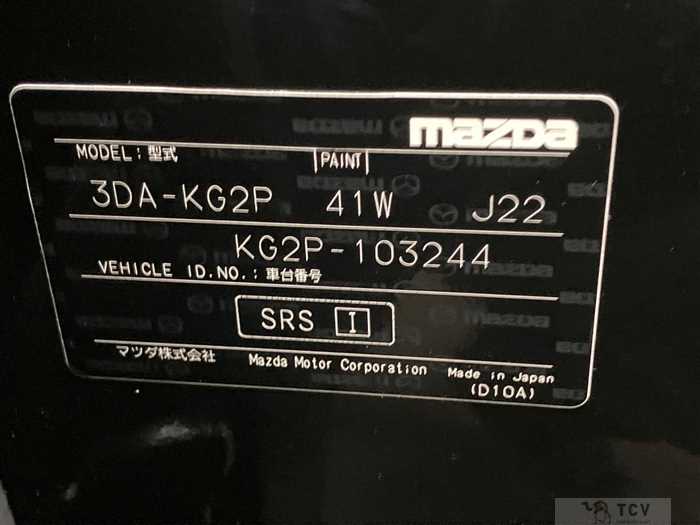 mazda
MODEL : 型式 PAINT
3DA-KG2P 41W J22
KG2P-103244
VEHICLE ID.NO. : 車台番号
SRS I
マツダ株式会社 Mazda Motor Corporation Made in Japan
(D10A)
TCV